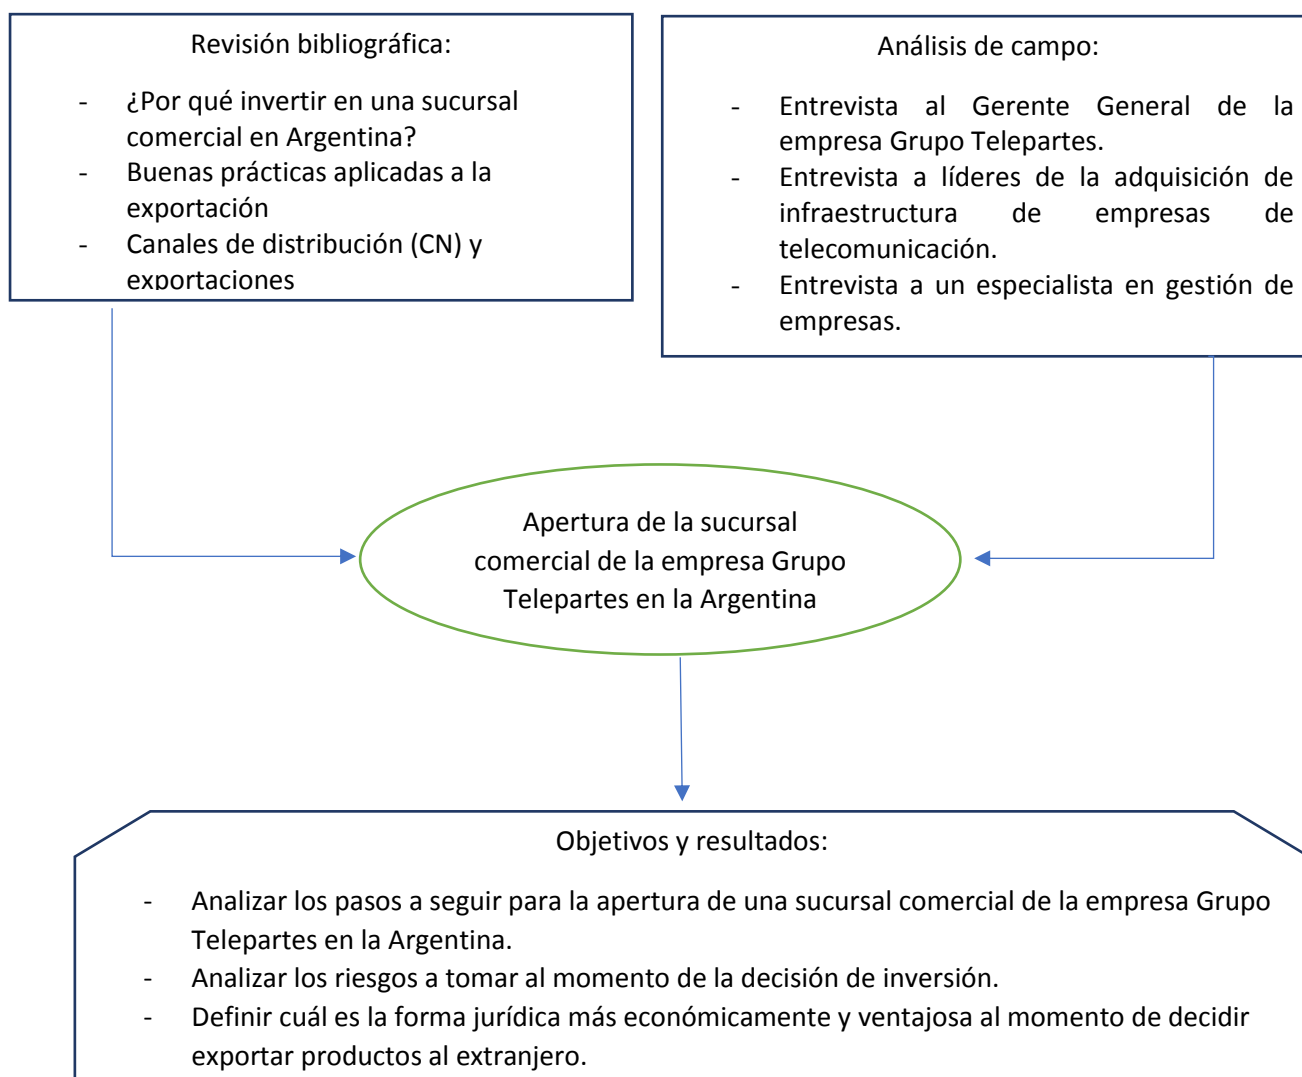 Revisión bibliográfica:
- ¿Por qué invertir en una sucursal
comercial en Argentina?
- Buenas prácticas aplicadas a la
exportación
- Canales de distribución (CN) y
exportaciones
Análisis de campo:
- Entrevista al Gerente General de la
empresa Grupo Telepartes.
- Entrevista a líderes de la adquisición de
infraestructura de empresas de
telecomunicación.
- Entrevista a un especialista en gestión de
empresas.
Apertura de la sucursal
comercial de la empresa Grupo
Telepartes en la Argentina
Objetivos y resultados:
- Analizar los pasos a seguir para la apertura de una sucursal comercial de la empresa Grupo
Telepartes en la Argentina.
- Analizar los riesgos a tomar al momento de la decisión de inversión.
- Definir cuál es la forma jurídica más económicamente y ventajosa al momento de decidir
exportar productos al extranjero.